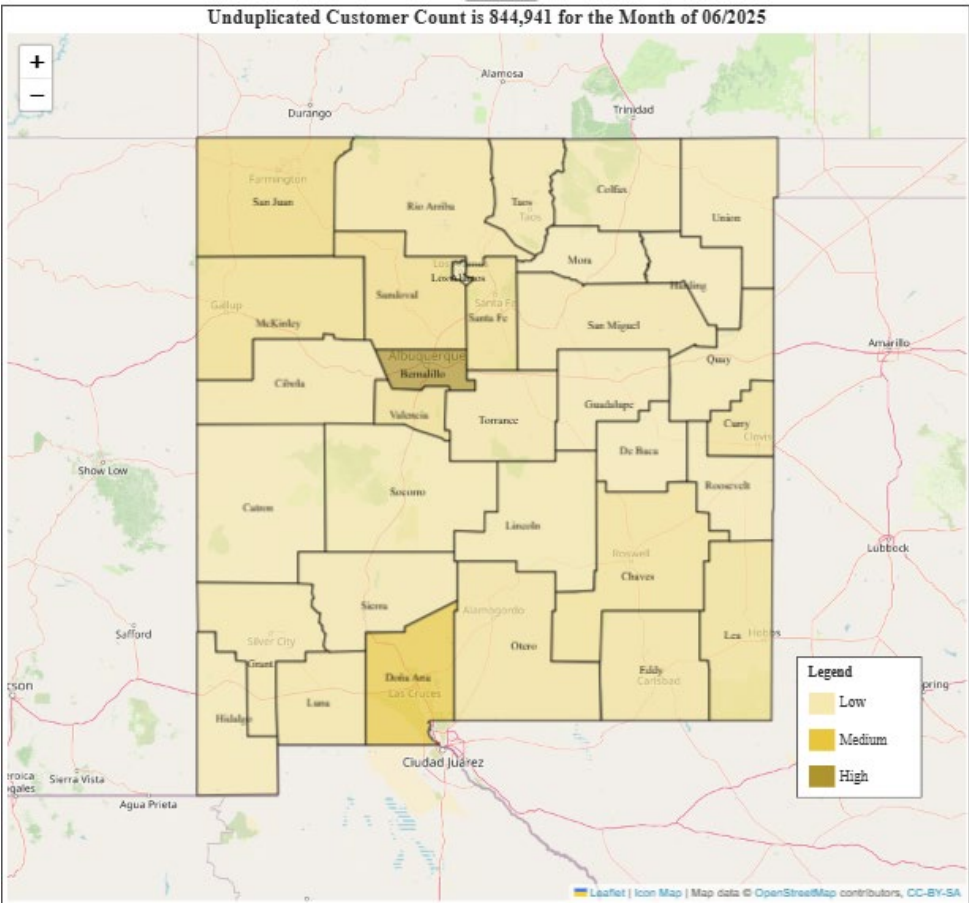 Unduplicated Customer Count is 844,941 for the Month of 06/2025
+
−
Alamosa
Durango
Trinidad
Farmington
San Juan
Rio Arriba
Taos
Taos
Colfax
Union
Mora
Los Alamos
Harding
Sandoval
Santa Fe
Santa Fe
Gallup
McKinley
San Miguel
Amarillo
Albuquerque
Bernalillo
Quay
Cibola
Guadalupe
Valencia
Torrance
Curry
Clovis
De Baca
Show Low
Socorro
Roosevelt
Catron
Lincoln
Roswell
Lubbock
Chaves
Sierra
Alamogordo
Safford
Silver City
Lea
Hobbs
Otero
Grant
Doña Ana
Eddy
Carlsbad
Las Cruces
cson
Luna
Hidalgo
pring
Legend
Low
Medium
High
Ciudad Juárez
eroica
ogales
Sierra Vista
Agua Prieta
Leaflet | Icon Map | Map data © OpenStreetMap contributors, CC-BY-SA